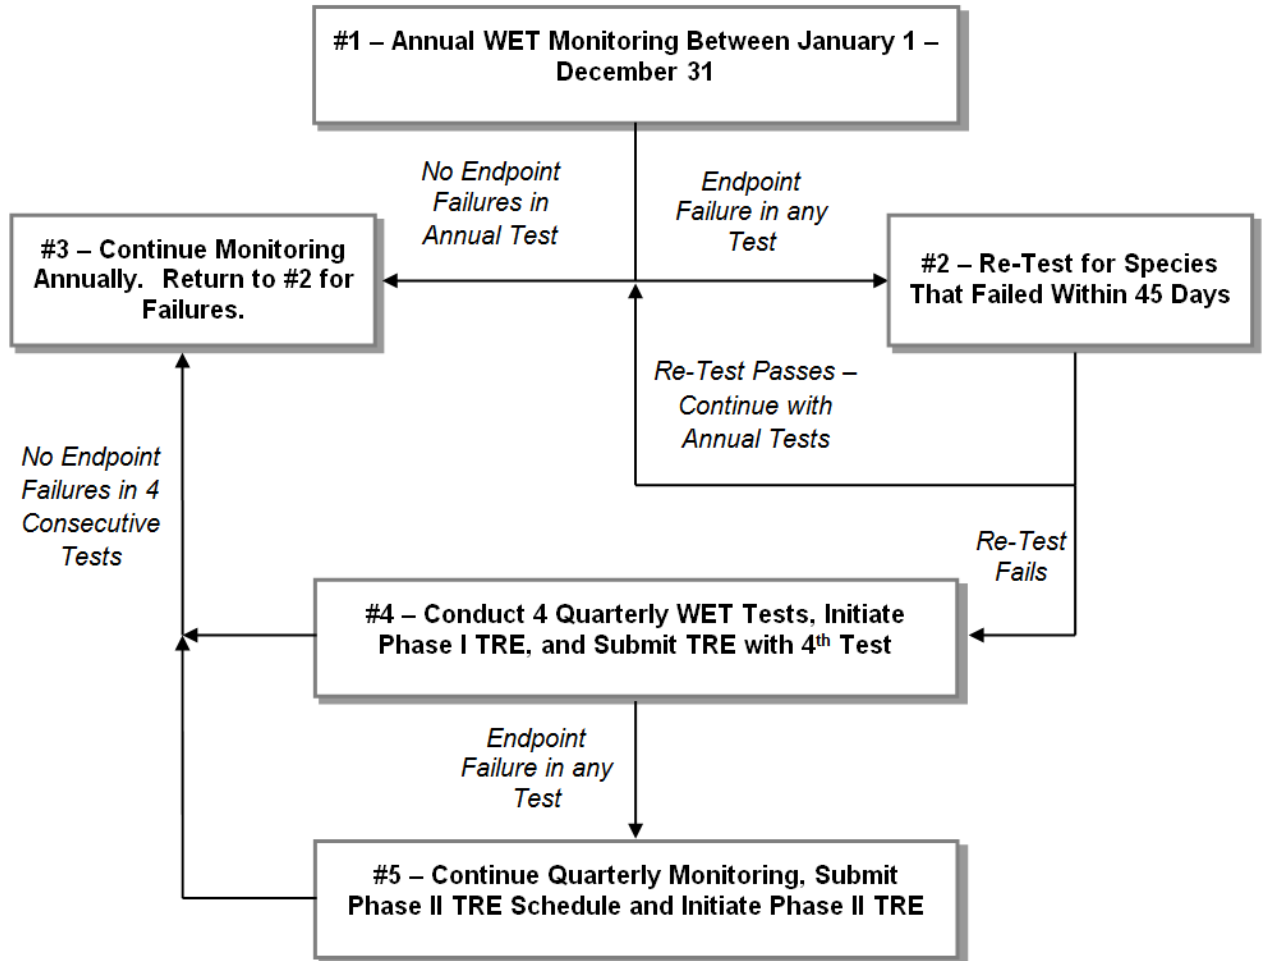 #1 – Annual WET Monitoring Between January 1 –
December 31
No Endpoint
Failures in
Annual Test
Endpoint
Failure in any
Test
#3 – Continue Monitoring
Annually.  Return to #2 for
Failures.
#2 – Re-Test for Species
That Failed Within 45 Days
Re-Test Passes –
Continue with
Annual Tests
No Endpoint
Failures in 4
Consecutive
Tests
Re-Test
Fails
#4 – Conduct 4 Quarterly WET Tests, Initiate
Phase I TRE, and Submit TRE with 4th Test
Endpoint
Failure in any
Test
#5 – Continue Quarterly Monitoring, Submit
Phase II TRE Schedule and Initiate Phase II TRE